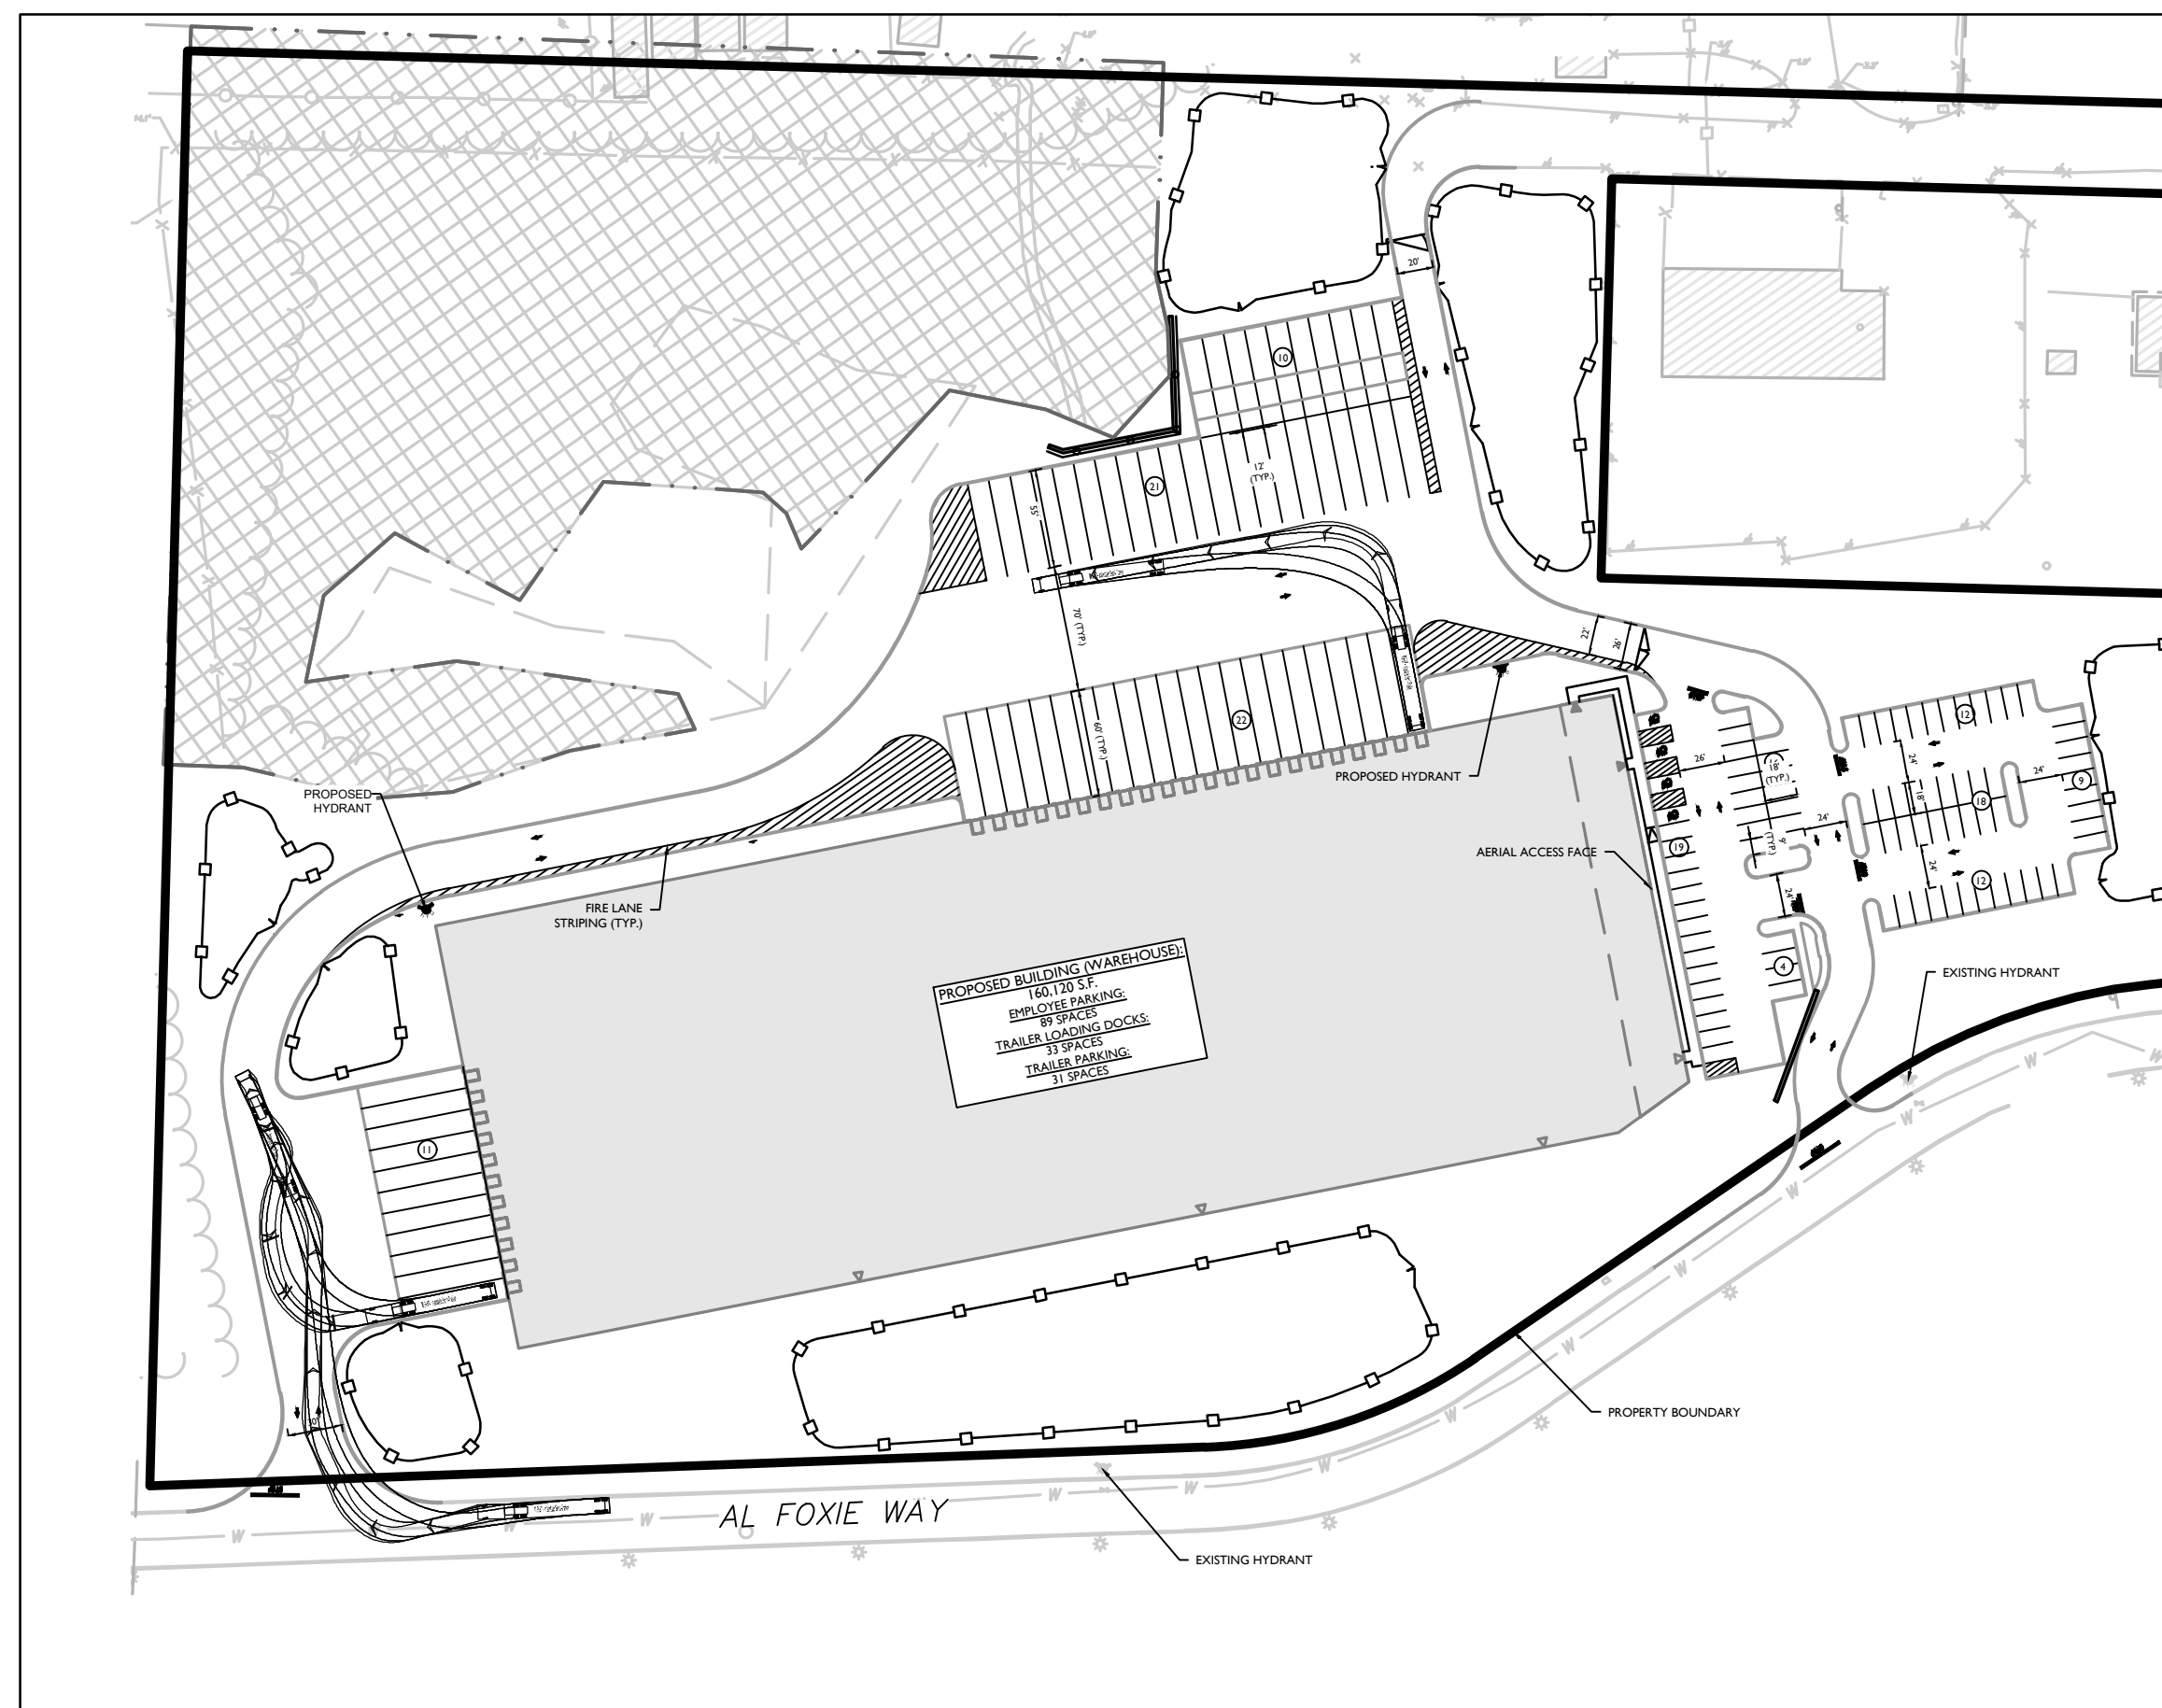 20'
10
12'
(TYP.)
21
55'
70' (TYP.)
60' (TYP.)
22
22'
26'
PROPOSED HYDRANT
PROPOSED
HYDRANT
12
24'
26'
18'
(TYP.)
24'
9
18'
18
24'
9'
(TYP.)
24'
12
24'
19
4
AERIAL ACCESS FACE
FIRE LANE
STRIPING (TYP.)
PROPOSED BUILDING (WAREHOUSE):
160,120 S.F.
EMPLOYEE PARKING:
89 SPACES
TRAILER LOADING DOCKS:
33 SPACES
TRAILER PARKING:
31 SPACES
EXISTING HYDRANT
11
30'
PROPERTY BOUNDARY
W
W
W
W
W
W
W
W
W
W
W
W
AL FOXIE WAY
EXISTING HYDRANT